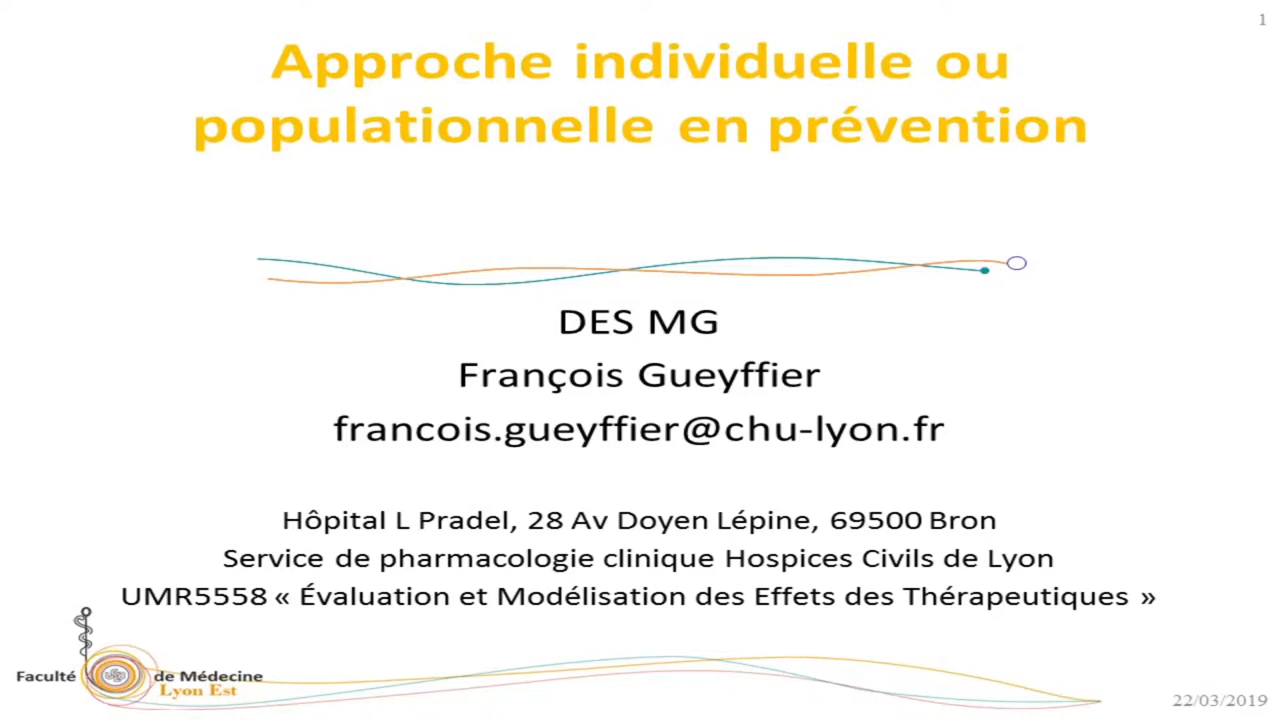 1
Approche individuelle ou
populationnelle en prévention
DES MG
François Gueyffier
francois.gueyffier@chu-lyon.fr
Hôpital L Pradel, 28 Av Doyen Lépine, 69500 Bron
Service de pharmacologie clinique Hospices Civils de Lyon
UMR5558 « Évaluation et Modélisation des Effets des Thérapeutiques »
Faculté de Médecine
Lyon Est
22/03/2019